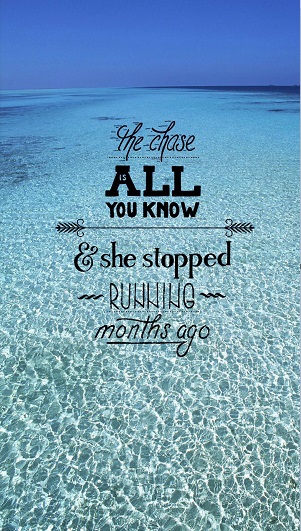 the chase
IS
ALL
YOU KNOW
& she stopped
RUNNING
months ago